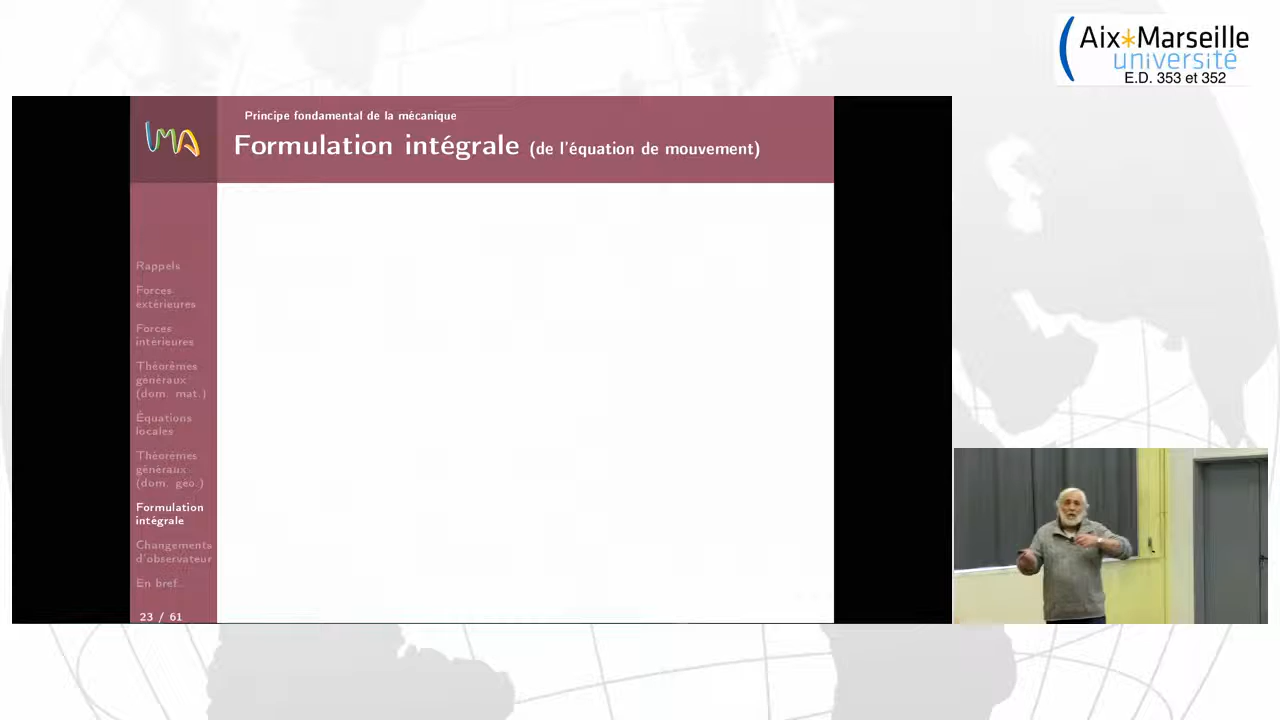 Aix*Marseille
université
E.D. 353 et 352
LMA
Principe fondamental de la mécanique
Formulation intégrale (de l'équation de mouvement)
Rappels
Forces
extérieures
Forces
intérieures
Théorèmes
généraux
(dom. mat.)
Équations
locales
Théorèmes
généraux
(dom. géo.)
Formulation
intégrale
Changements
d'observateur
En bref.
23 / 61